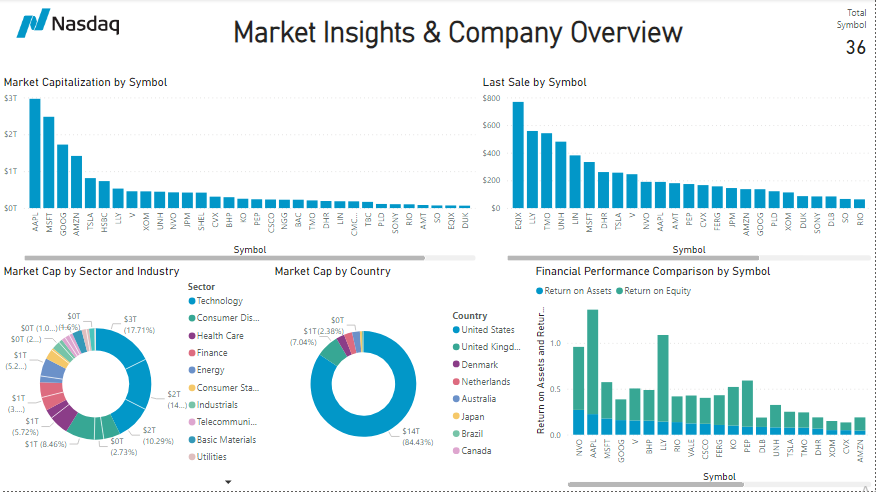 Nasdaq
Market Insights & Company Overview
Total
Symbol
36
Market Capitalization by Symbol
$3T
$2T
$1T
$0T
AAPL
MSFT
GOOG
AMZN
TSLA
HSBC
LLY
V
XOM
UNH
NVO
JPM
SHEL
CVX
BHP
KO
PEP
CSCO
NGG
BAC
TMO
DHR
LIN
CMC...
TBC
PLD
SONY
RIO
AMT
SO
EQIX
DUK
Symbol
Last Sale by Symbol
$800
$600
$400
$200
$0
EQIX
LLY
TMO
UNH
LIN
MSFT
DHR
TSLA
V
NVO
AAPL
AMT
PEP
CVX
FERG
JPM
AMZN
GOOG
PLD
XOM
DUK
SONY
DLB
SO
RIO
Symbol
Market Cap by Sector and Industry
$3T
(17.71%)
$2T
(14...)
$2T
(10.29%)
$0T
(2.73%)
$1T (8.46%)
$1T
(5.72%)
$1T
(3....)
$1T
(5.2...)
$0T (2...)
$0T (1.0...)
$0T
(1.6%)
Sector
Technology
Consumer Dis...
Health Care
Finance
Energy
Consumer Sta...
Industrials
Telecommuni...
Basic Materials
Utilities
Market Cap by Country
$0T
$1T (2.38%)
(7.04%)
$14T
(84.43%)
Country
United States
United Kingd...
Denmark
Netherlands
Australia
Japan
Brazil
Canada
Financial Performance Comparison by Symbol
Return on Assets
Return on Equity
Return on Assets and Retur...
1.0
0.5
0.0
NVO
AAPL
MSFT
GOOG
V
BHP
LLY
RIO
VALE
CSCO
FERG
KO
PEP
DLB
UNH
TSLA
TMO
DHR
XOM
CVX
AMZN
Symbol